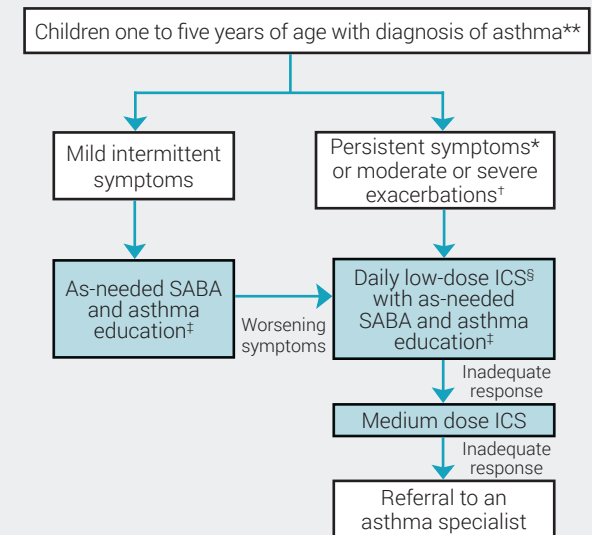 Children one to five years of age with diagnosis of asthma**
Mild intermittent
symptoms
Persistent symptoms*
or moderate or severe
exacerbations†
As-needed SABA
and asthma
education‡
Worsening
symptoms
Daily low-dose ICS§
with as-needed
SABA and asthma
education‡
Inadequate
response
Medium dose ICS
Inadequate
response
Referral to an
asthma specialist